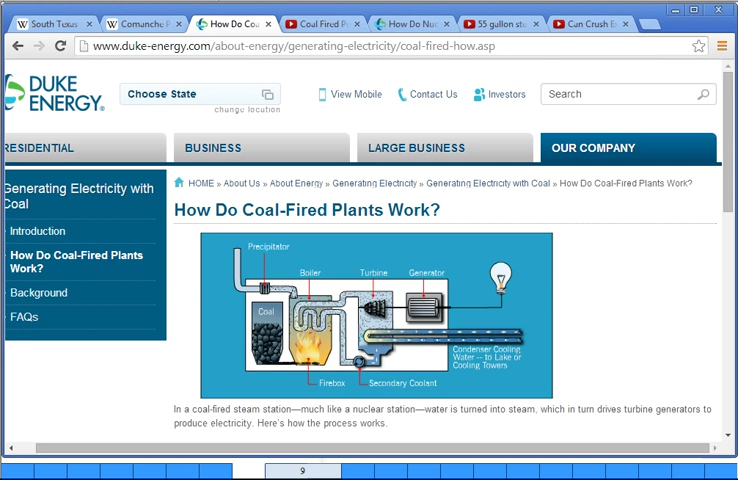 South Texas
Comanche P
How Do Coa
Coal Fired P
How Do Nuc
55 gallon ste
Can Crush E
www.duke-energy.com/about-energy/generating-electricity/coal-fired-how.asp
DUKE ENERGY®
Choose State
change location
View Mobile
Contact Us
Investors
Search
RESIDENTIAL
BUSINESS
LARGE BUSINESS
OUR COMPANY
Generating Electricity with
Coal
Introduction
How Do Coal-Fired Plants
Work?
Background
FAQs
HOME » About Us » About Energy » Generating Electricity » Generating Electricity with Coal » How Do Coal-Fired Plants Work?
How Do Coal-Fired Plants Work?
Precipitator
Boiler
Turbine
Generator
Coal
Condenser Cooling
Water -- to Lake or
Cooling Towers
Firebox
Secondary Coolant
In a coal-fired steam station—much like a nuclear station—water is turned into steam, which in turn drives turbine generators to
produce electricity. Here's how the process works.
9